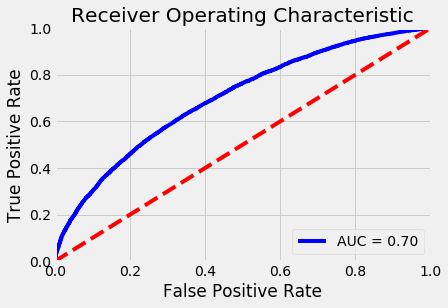 Receiver Operating Characteristic
True Positive Rate
1.0
0.8
0.6
0.4
0.2
0.0
AUC = 0.70
0.0 0.2 0.4 0.6 0.8 1.0
False Positive Rate